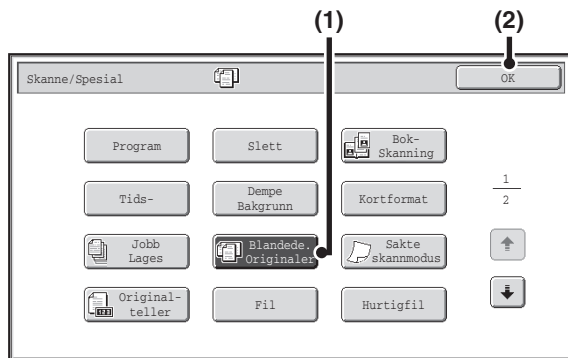 (1) (2)
Skanne/Spesial OK
Program Slett Bok-
Skanning
Tids- Dempe
Bakgrunn Kortformat
1
2
Jobb
Lages Blandede.
Originaler Sakte
skannmodus
Original-
teller Fil Hurtigfil
123